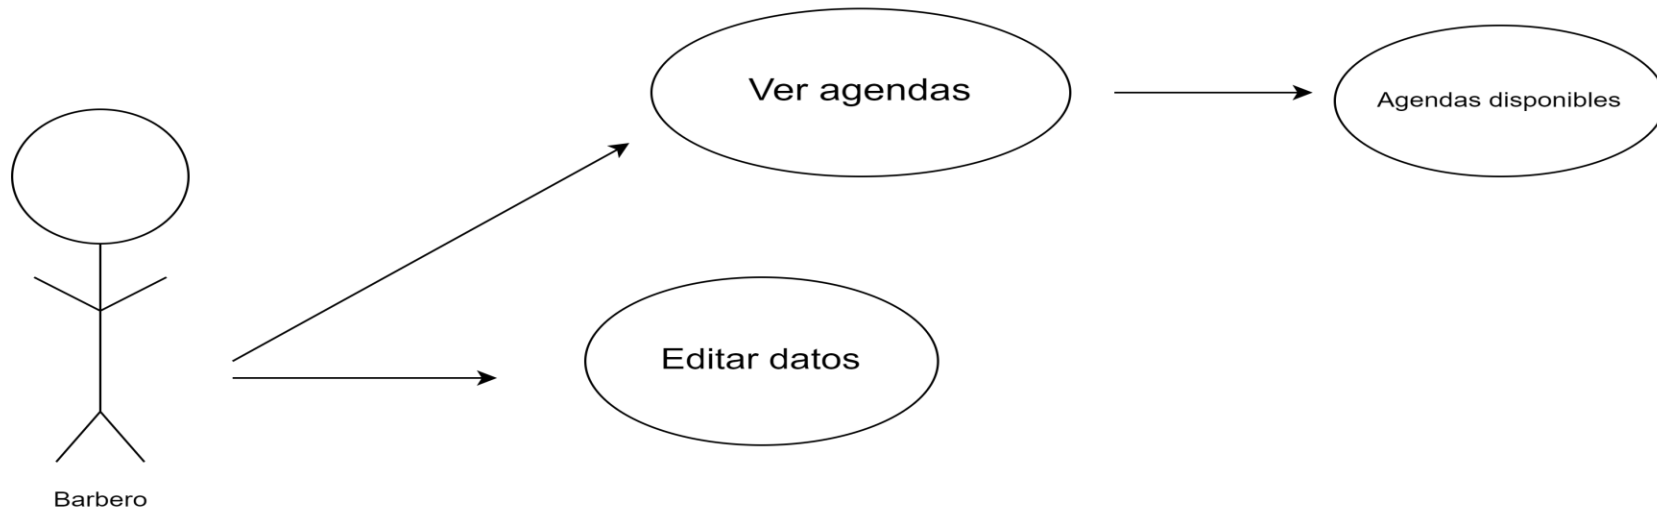 Ver agendas
Agendas disponibles
Editar datos
Barbero